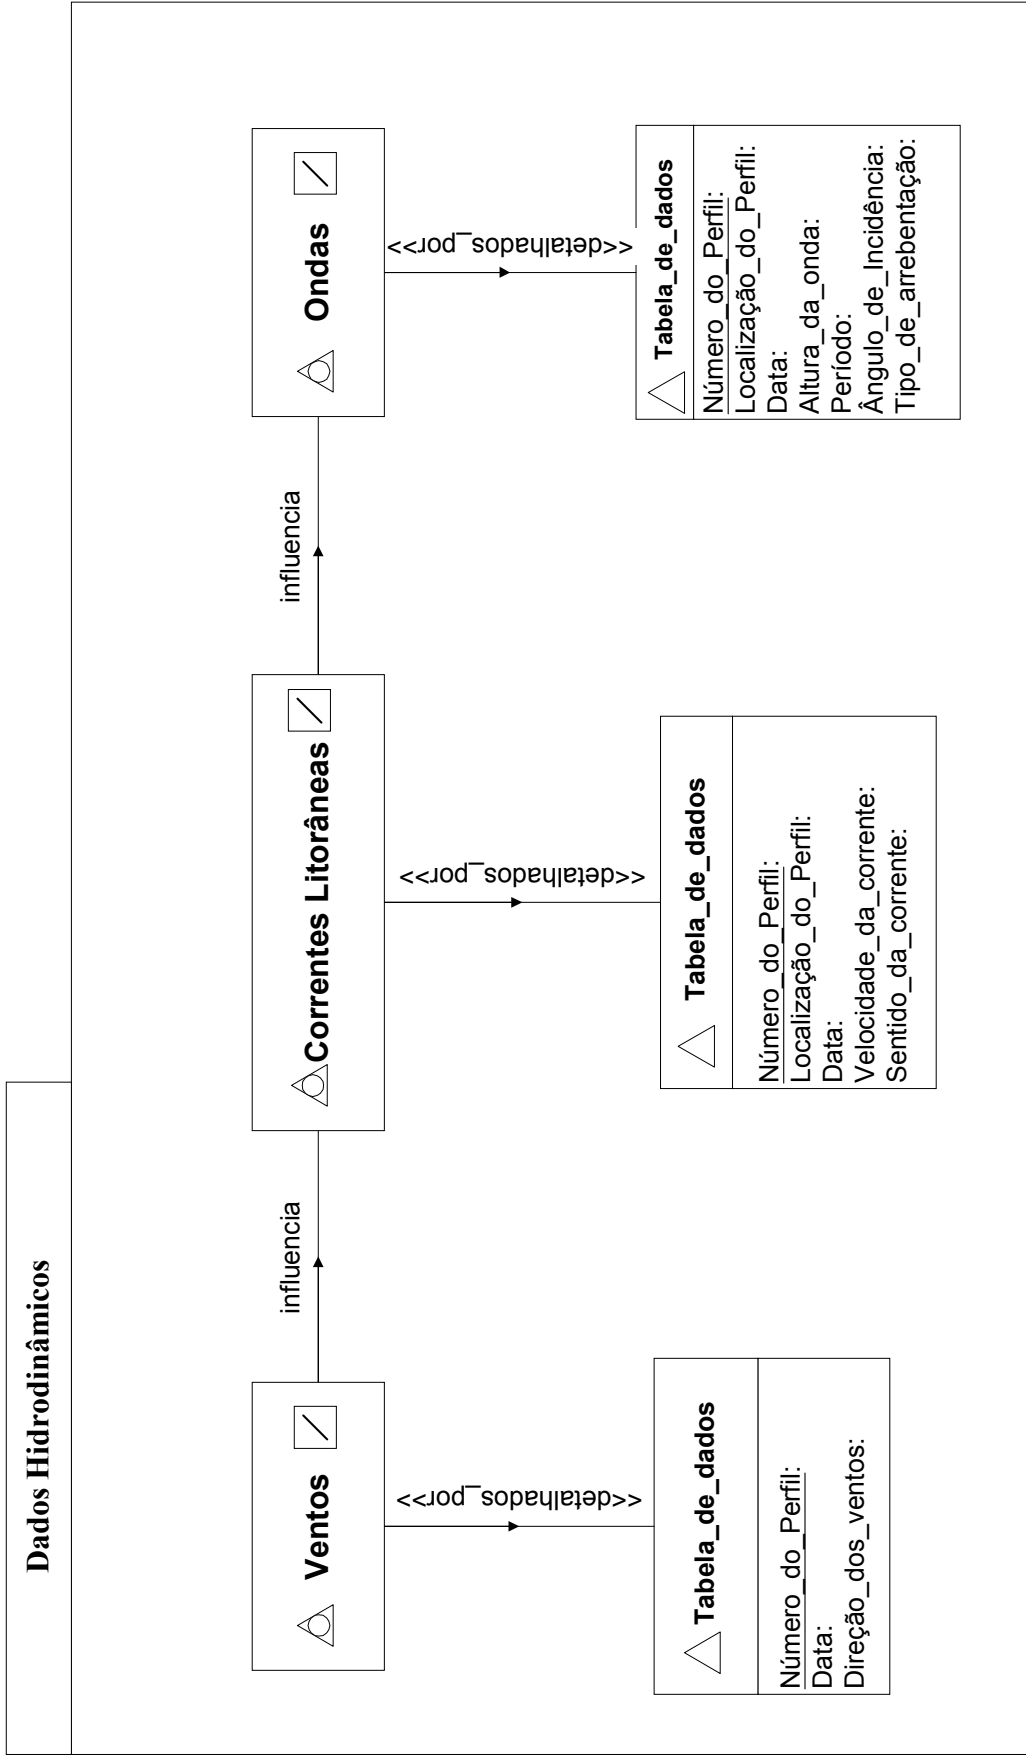 Dados Hidrodinâmicos
Ventos
influencia
Correntes Litorâneas
influencia
Ondas
<<detalhados_por>>
<<detalhados_por>>
<<detalhados_por>>
Tabela_de_dados
Número_do_Perfil:
Data:
Direção_dos_ventos:
Tabela_de_dados
Número_do_Perfil:
Localização_do_Perfil:
Data:
Velocidade_da_corrente:
Sentido_da_corrente:
Tabela_de_dados
Número_do_Perfil:
Localização_do_Perfil:
Data:
Altura_da_onda:
Período:
Ângulo_de_Incidência:
Tipo_de_arrebentação: